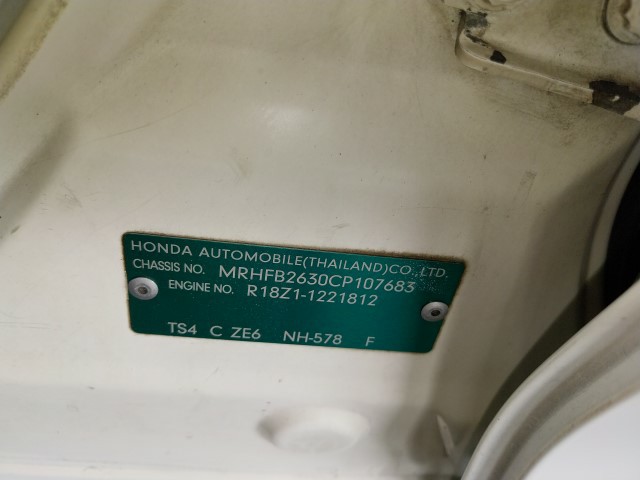 HONDA AUTOMOBILE(THAILAND)CO.,LTD.
CHASSIS NO. MRHFB2630CP107683
ENGINE NO. R18Z1-1221812
TS4 C ZE6 NH-578 F